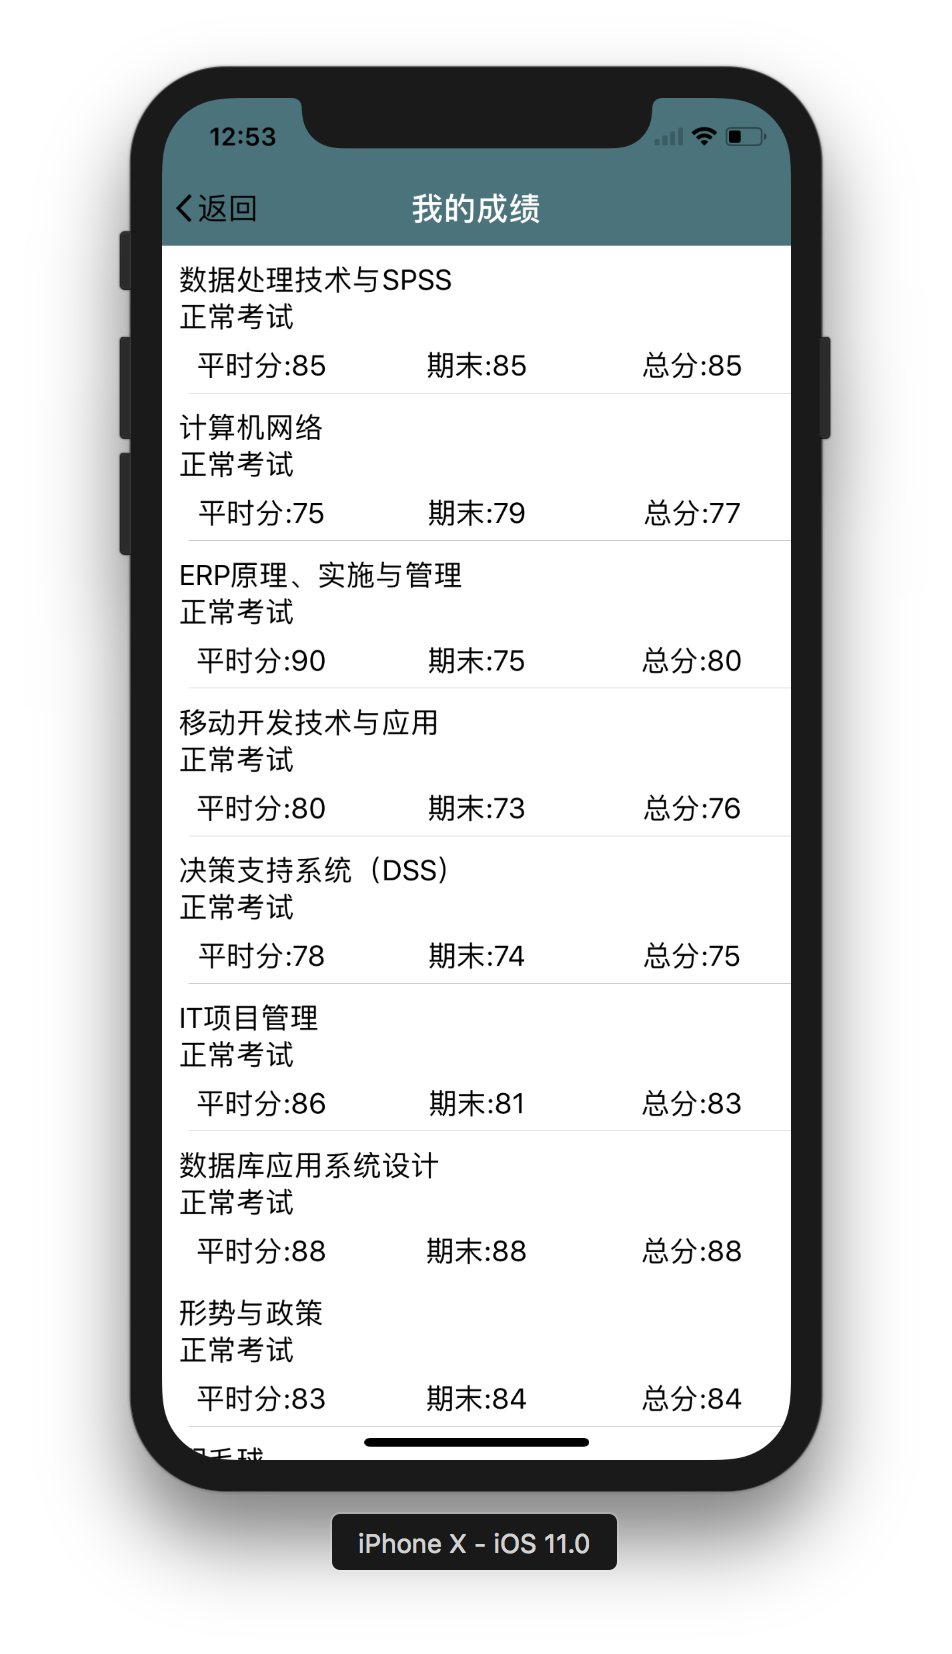 12:53
返回
我的成绩
数据处理技术与SPSS
正常考试
平时分:85 期末:85 总分:85
计算机网络
正常考试
平时分:75 期末:79 总分:77
ERP原理、实施与管理
正常考试
平时分:90 期末:75 总分:80
移动开发技术与应用
正常考试
平时分:80 期末:73 总分:76
决策支持系统（DSS）
正常考试
平时分:78 期末:74 总分:75
IT项目管理
正常考试
平时分:86 期末:81 总分:83
数据库应用系统设计
正常考试
平时分:88 期末:88 总分:88
形势与政策
正常考试
平时分:83 期末:84 总分:84
毛球
iPhone X - iOS 11.0